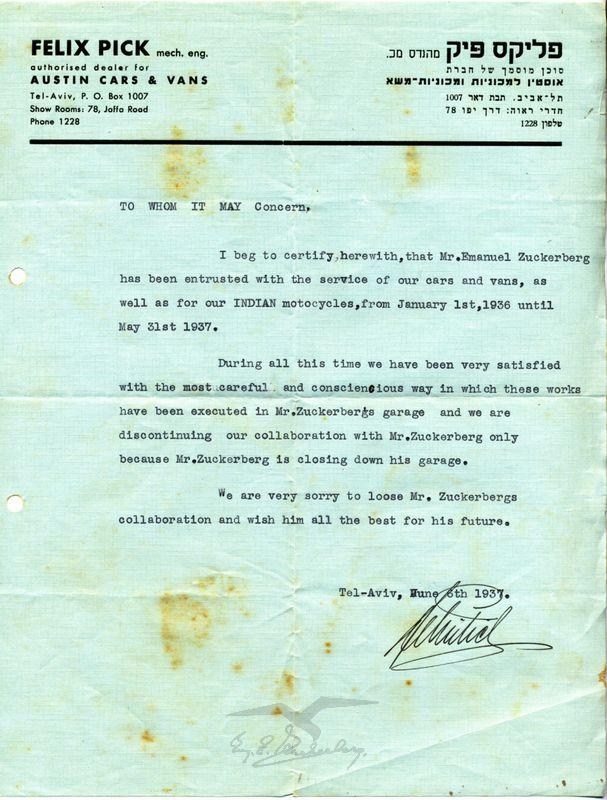 FELIX PICK mech. eng.
authorised dealer for
AUSTIN CARS & VANS
Tel-Aviv, P. O. Box 1007
Show Rooms: 78, Jaffa Road
Phone 1228
פליקס פיק מהנדס מכ.
סוכן מוסמך של חברת
אוסטין למכוניות ומכוניות-משא
תל-אביב. תבת דאר 1007
חדרי ראוה: דרך יפו 78
טלפון 1228
TO WHOM IT MAY Concern,
I beg to certify,herewith,that Mr.Emanuel Zuckerberg
has been entrusted with the service of our cars and vans, as
well as for our INDIAN motocycles,from January 1st,1936 until
May 31st 1937.
During all this time we have been very satisfied
with the most careful and consciencious way in which these works
have been executed in Mr.Zuckerbergs garage and we are
discontinuing our collaboration with Mr.Zuckerberg only
because Mr.Zuckerberg is closing down his garage.
We are very sorry to loose Mr. Zuckerbergs
collaboration and wish him all the best for his future.
Tel-Aviv, June 6th 1937.